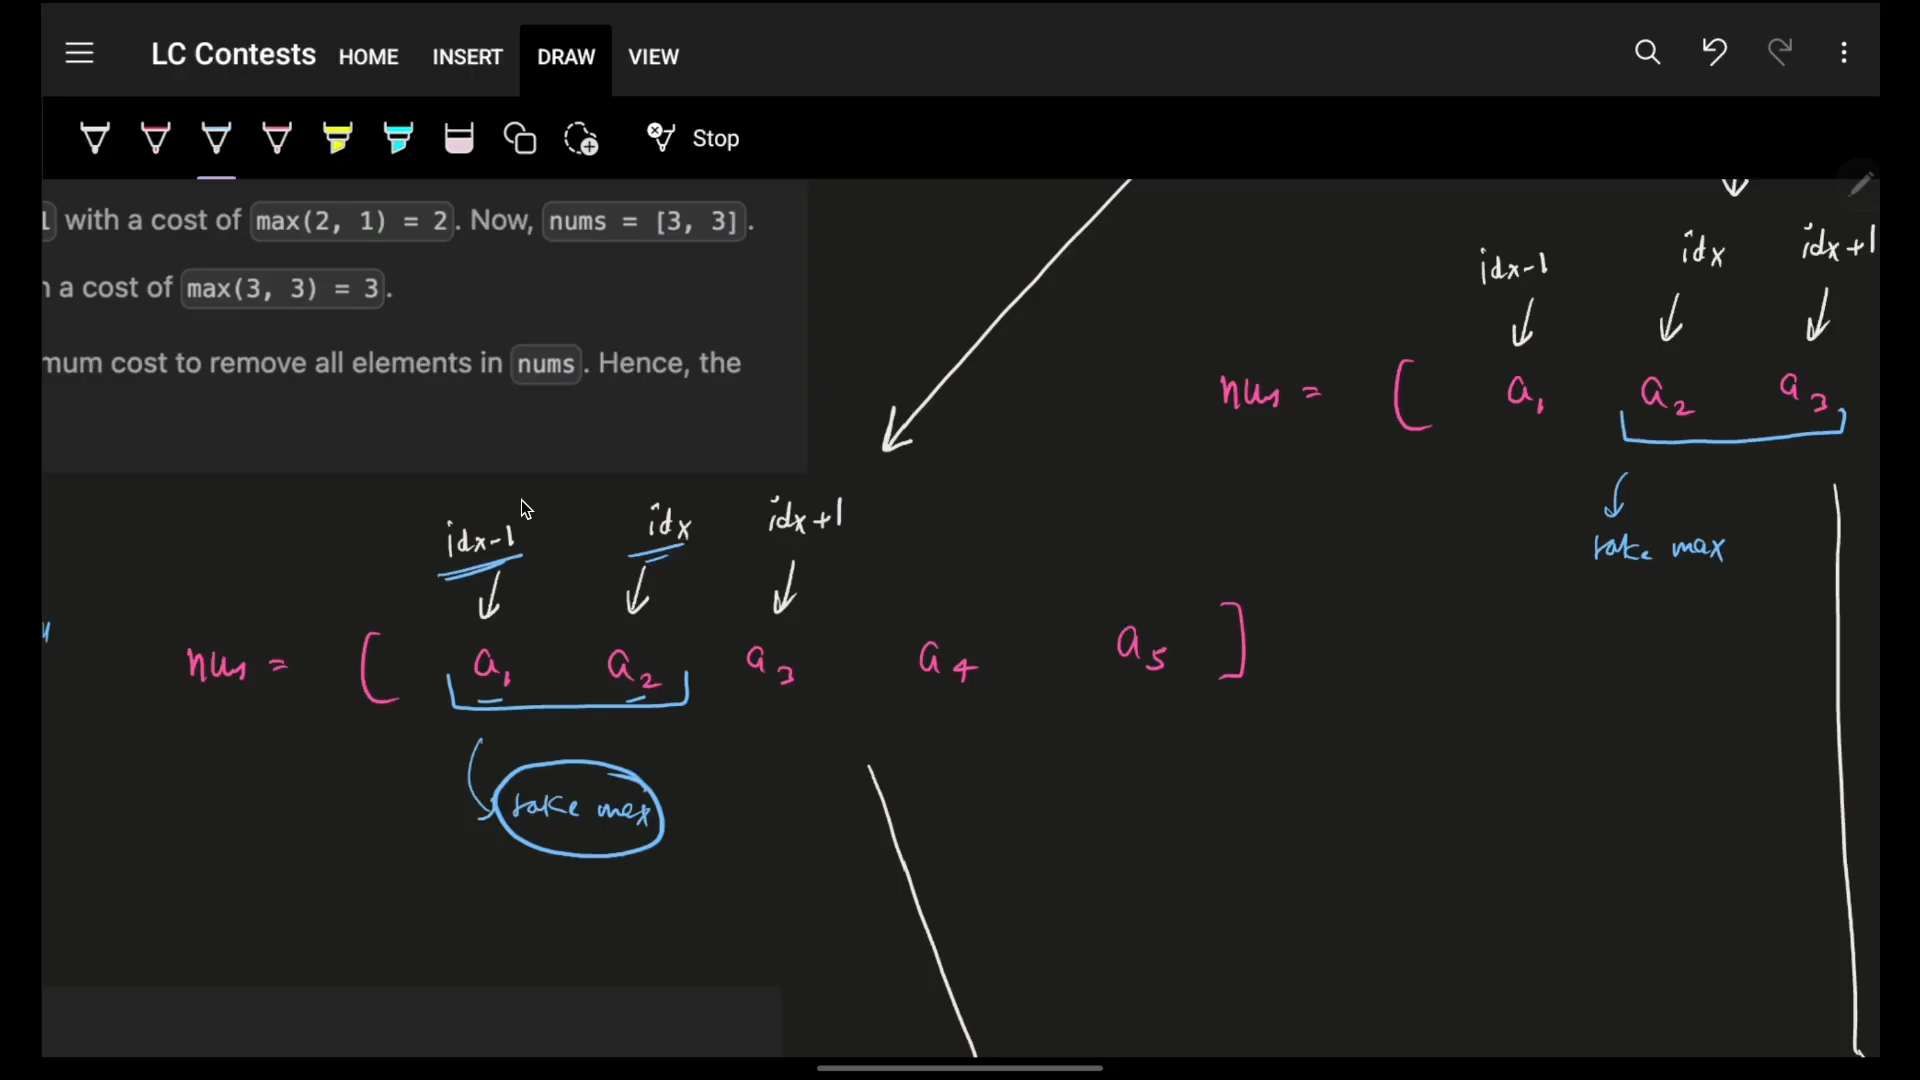 LC Contests HOME INSERT DRAW VIEW
Stop
1 with a cost of max(2, 1) = 2. Now, nums = [3, 3].
a cost of max(3, 3) = 3.
mum cost to remove all elements in nums. Hence, the
idx-1 idx idx+1
nums = [ a1 a2 a3
take max
idx-1 idx idx+1
nums = [ a1 a2 a3 a4 a5 ]
take max